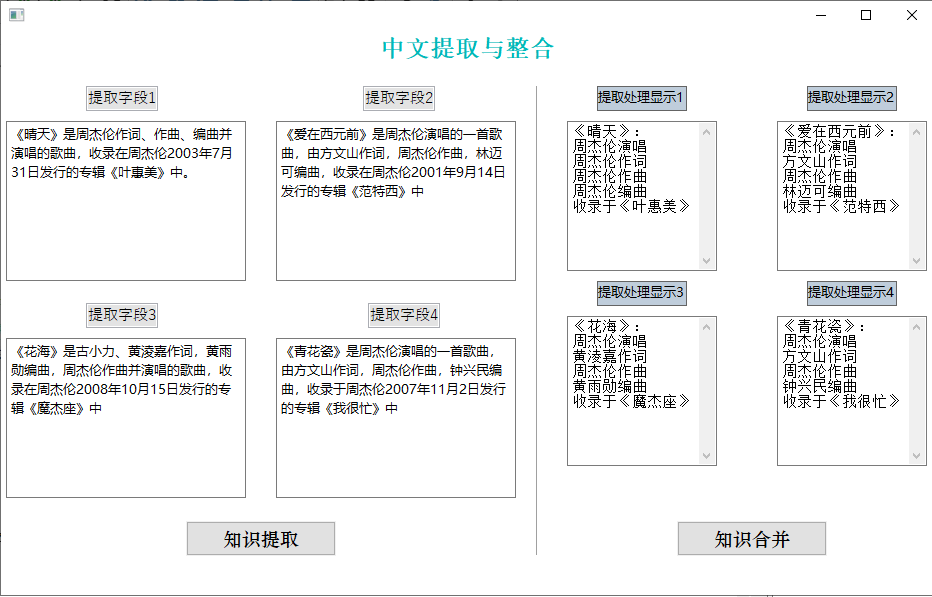 中文提取与整合
提取字段1
《晴天》是周杰伦作词、作曲、编曲并
演唱的歌曲，收录在周杰伦2003年7月
31日发行的专辑《叶惠美》中。
提取字段2
《爱在西元前》是周杰伦演唱的一首歌
曲，由方文山作词，周杰伦作曲，林迈
可编曲，收录在周杰伦2001年9月14日
发行的专辑《范特西》中
提取字段3
《花海》是古小力、黄淩嘉作词，黄雨
勋编曲，周杰伦作曲并演唱的歌曲，收
录在周杰伦2008年10月15日发行的专
辑《魔杰座》中
提取字段4
《青花瓷》是周杰伦演唱的一首歌曲，
由方文山作词，周杰伦作曲，钟兴民编
曲，收录于周杰伦2007年11月2日发行
的专辑《我很忙》中
知识提取
提取处理显示1
《晴天》：
周杰伦演唱
周杰伦作词
周杰伦作曲
周杰伦编曲
收录于《叶惠美》
提取处理显示2
《爱在西元前》：
周杰伦演唱
方文山作词
周杰伦作曲
林迈可编曲
收录于《范特西》
提取处理显示3
《花海》：
周杰伦演唱
黄淩嘉作词
周杰伦作曲
黄雨勋编曲
收录于《魔杰座》
提取处理显示4
《青花瓷》：
周杰伦演唱
方文山作词
周杰伦作曲
钟兴民编曲
收录于《我很忙》
知识合并